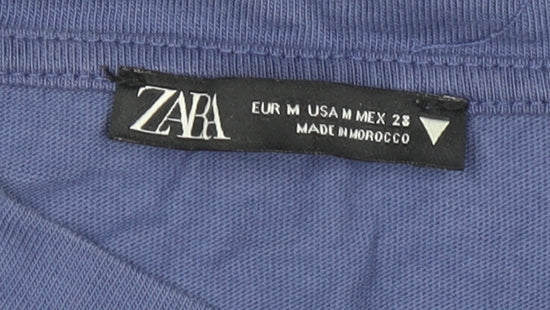 ZARA
EUR M USA M MEX 28
MADE IN MOROCCO